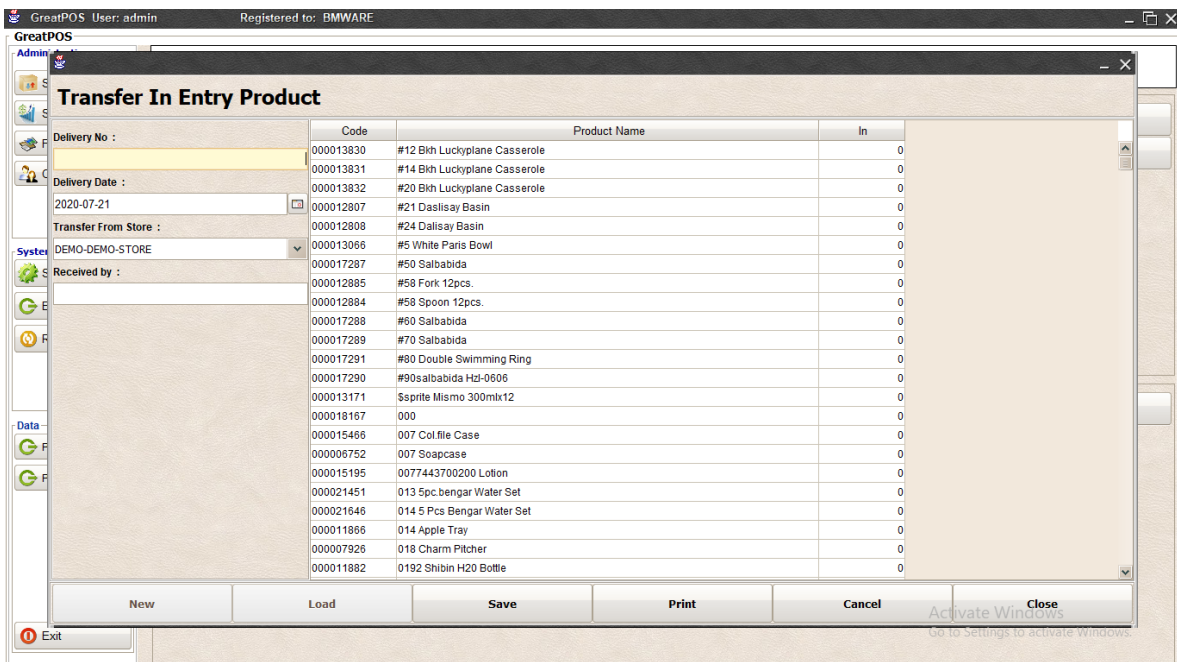 GreatPOS User: admin Registered to: BMWARE
GreatPOS
Transfer In Entry Product
Delivery No :
Delivery Date :
2020-07-21
Transfer From Store :
DEMO-DEMO-STORE
Received by :
Code Product Name In
000013830 #12 Bkh Luckyplane Casserole 0
000013831 #14 Bkh Luckyplane Casserole 0
000013832 #20 Bkh Luckyplane Casserole 0
000012807 #21 Daslisay Basin 0
000012808 #24 Dalisay Basin 0
000013066 #5 White Paris Bowl 0
000017287 #50 Salbabida 0
000012885 #58 Fork 12pcs. 0
000012884 #58 Spoon 12pcs. 0
000017288 #60 Salbabida 0
000017289 #70 Salbabida 0
000017291 #80 Double Swimming Ring 0
000017290 #90salbabida Hzl-0606 0
000013171 $sprite Mismo 300mlx12 0
000018167 000 0
000015466 007 Col.file Case 0
000006752 007 Soapcase 0
000015195 0077443700200 Lotion 0
000021451 013 5pc.bengar Water Set 0
000021646 014 5 Pcs Bengar Water Set 0
000011866 014 Apple Tray 0
000007926 018 Charm Pitcher 0
000011882 0192 Shibin H20 Bottle 0
New Load Save Print Cancel Close
Data
Exit
Activate Windows
Go to Settings to activate Windows.